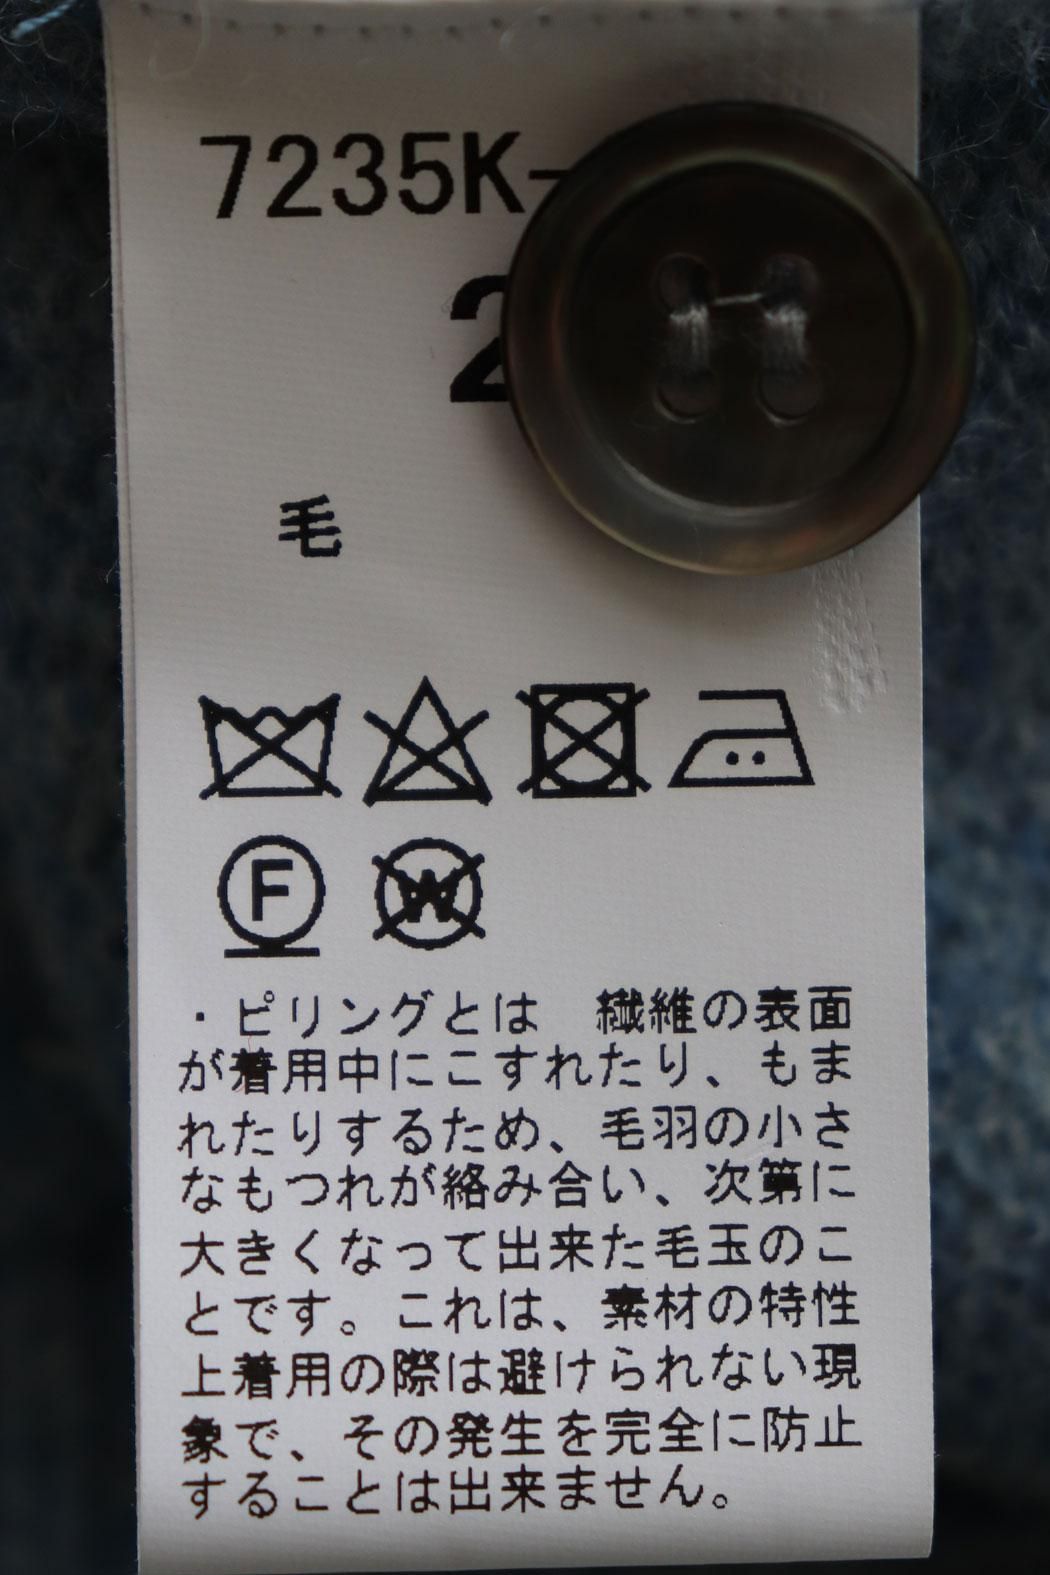 7235K-
2
毛
F
W
・ピリングとは　繊維の表面
が着用中にこすれたり、もま
れたりするため、毛羽の小さ
なもつれが絡み合い、次第に
大きくなって出来た毛玉のこ
とです。これは、素材の特性
上着用の際は避けられない現
象で、その発生を完全に防止
することは出来ません。